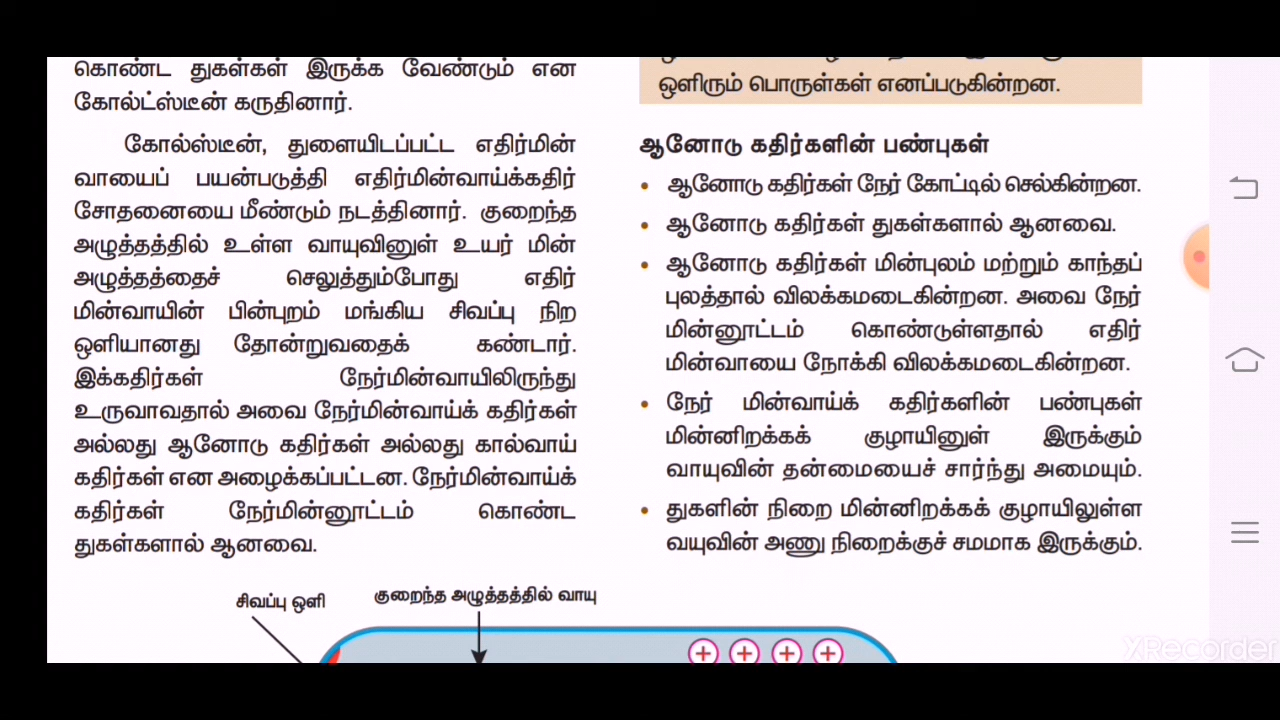 கொண்ட துகள்கள் இருக்க வேண்டும் என
கோல்ட்ஸ்டீன் கருதினார்.
கோல்ஸ்டீன், துளையிடப்பட்ட எதிர்மின்
வாயைப் பயன்படுத்தி எதிர்மின்வாய்க்கதிர்
சோதனையை மீண்டும் நடத்தினார். குறைந்த
அழுத்தத்தில் உள்ள வாயுவினுள் உயர் மின்
அழுத்தத்தைச் செலுத்தும்போது எதிர்
மின்வாயின் பின்புறம் மங்கிய சிவப்பு நிற
ஒளியானது தோன்றுவதைக் கண்டார்.
இக்கதிர்கள் நேர்மின்வாயிலிருந்து
உருவாவதால் அவை நேர்மின்வாய்க் கதிர்கள்
அல்லது ஆனோடு கதிர்கள் அல்லது கால்வாய்
கதிர்கள் என அழைக்கப்பட்டன. நேர்மின்வாய்க்
கதிர்கள் நேர்மின்னூட்டம் கொண்ட
துகள்களால் ஆனவை.
சிவப்பு ஒளி
குறைந்த அழுத்தத்தில் வாயு
+ + + +
ஒளிரும் பொருள்கள் எனப்படுகின்றன.
ஆனோடு கதிர்களின் பண்புகள்
• ஆனோடு கதிர்கள் நேர் கோட்டில் செல்கின்றன.
• ஆனோடு கதிர்கள் துகள்களால் ஆனவை.
• ஆனோடு கதிர்கள் மின்புலம் மற்றும் காந்தப்
புலத்தால் விலக்கமடைகின்றன. அவை நேர்
மின்னூட்டம் கொண்டுள்ளதால் எதிர்
மின்வாயை நோக்கி விலக்கமடைகின்றன.
• நேர் மின்வாய்க் கதிர்களின் பண்புகள்
மின்னிறக்கக் குழாயினுள் இருக்கும்
வாயுவின் தன்மையைச் சார்ந்து அமையும்.
• துகளின் நிறை மின்னிறக்கக் குழாயிலுள்ள
வயுவின் அணு நிறைக்குச் சமமாக இருக்கும்.
XRecorder